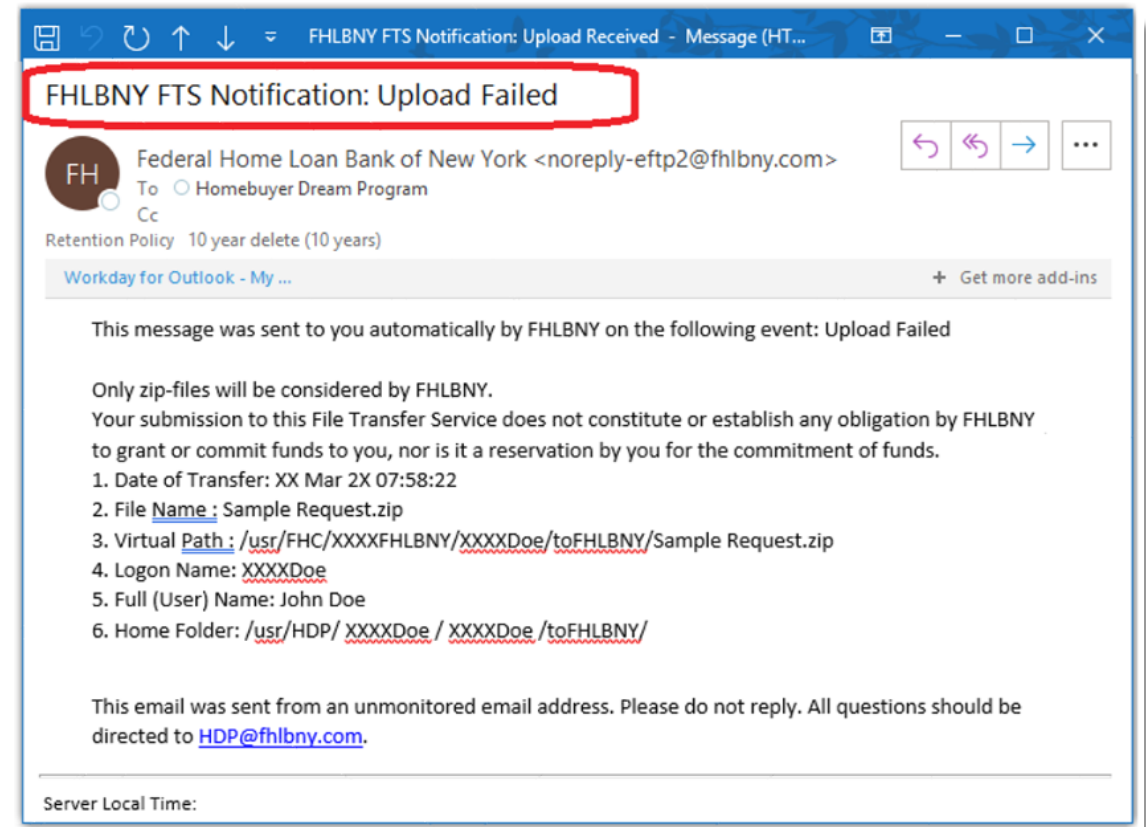 FHLBNY FTS Notification: Upload Received - Message (HT...
FHLBNY FTS Notification: Upload Failed
FH
Federal Home Loan Bank of New York <noreply-eftp2@fhlbny.com>
To Homebuyer Dream Program
Cc
Retention Policy 10 year delete (10 years)
Workday for Outlook - My ...
+ Get more add-ins
This message was sent to you automatically by FHLBNY on the following event: Upload Failed
Only zip-files will be considered by FHLBNY.
Your submission to this File Transfer Service does not constitute or establish any obligation by FHLBNY
to grant or commit funds to you, nor is it a reservation by you for the commitment of funds.
1. Date of Transfer: XX Mar 2X 07:58:22
2. File Name : Sample Request.zip
3. Virtual Path : /usr/FHC/XXXXFHLBNY/XXXXDoe/toFHLBNY/Sample Request.zip
4. Logon Name: XXXXDoe
5. Full (User) Name: John Doe
6. Home Folder: /usr/HDP/ XXXXDoe / XXXXDoe /toFHLBNY/
This email was sent from an unmonitored email address. Please do not reply. All questions should be
directed to HDP@fhlbny.com.
Server Local Time: